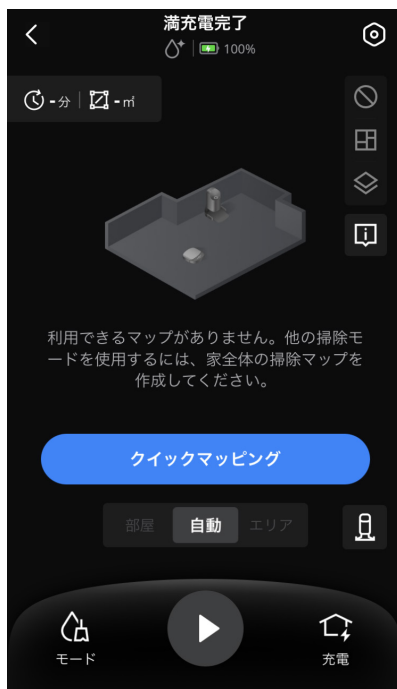 満充電完了
100%
-分 -㎡
利用できるマップがありません。他の掃除モ
ードを使用するには、家全体の掃除マップを
作成してください。
クイックマッピング
部屋 自動 エリア
モード 充電